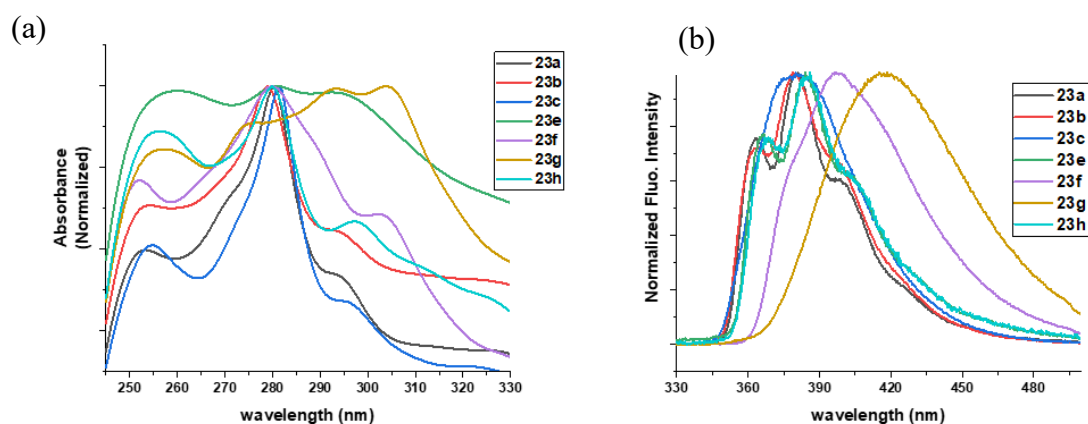 (a)
Absorbance
(Normalized)
23a
23b
23c
23e
23f
23g
23h
250 260 270 280 290 300 310 320 330
wavelength (nm)
(b)
Normalized Fluo. Intensity
23a
23b
23c
23e
23f
23g
23h
330 360 390 420 450 480
wavelength (nm)